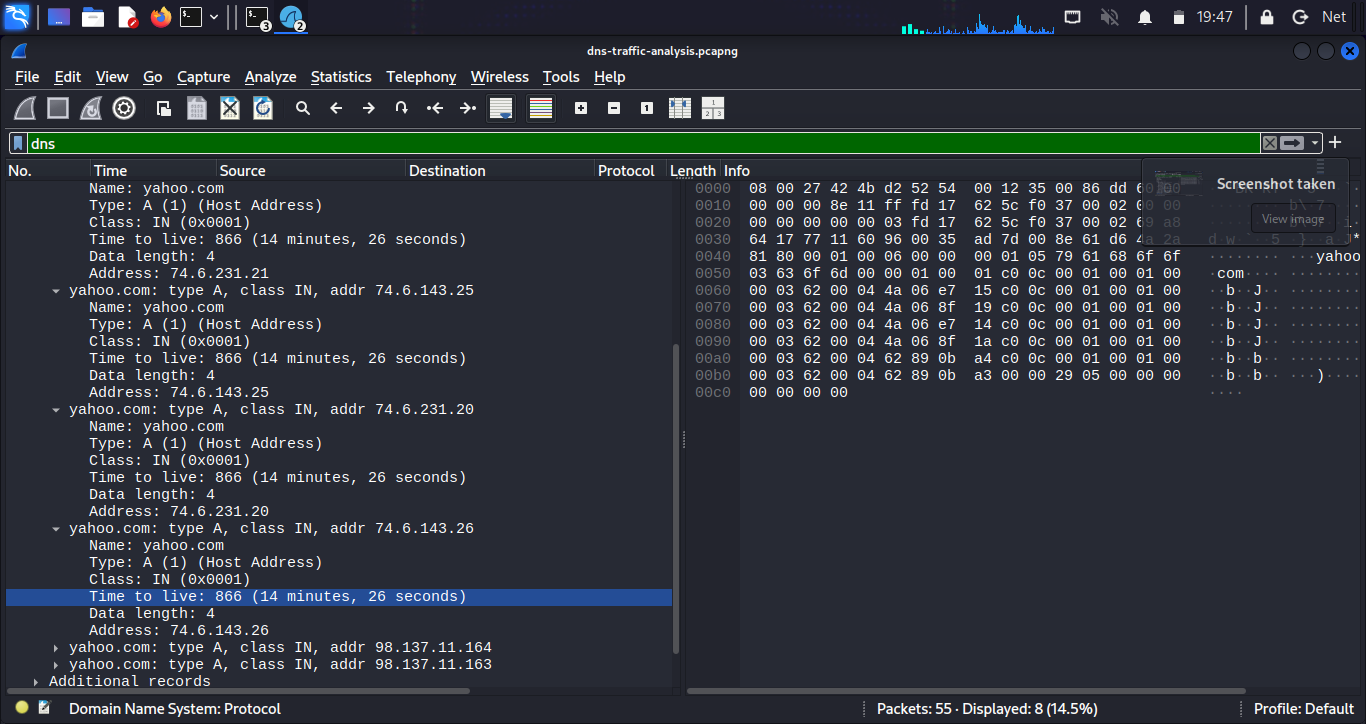 3
2
19:47
Net
dns-traffic-analysis.pcapng
File Edit View Go Capture Analyze Statistics Telephony Wireless Tools Help
dns
No. Time Source Destination Protocol Length Info
Name: yahoo.com
Type: A (1) (Host Address)
Class: IN (0x0001)
Time to live: 866 (14 minutes, 26 seconds)
Data length: 4
Address: 74.6.231.21
yahoo.com: type A, class IN, addr 74.6.143.25
Name: yahoo.com
Type: A (1) (Host Address)
Class: IN (0x0001)
Time to live: 866 (14 minutes, 26 seconds)
Data length: 4
Address: 74.6.143.25
yahoo.com: type A, class IN, addr 74.6.231.20
Name: yahoo.com
Type: A (1) (Host Address)
Class: IN (0x0001)
Time to live: 866 (14 minutes, 26 seconds)
Data length: 4
Address: 74.6.231.20
yahoo.com: type A, class IN, addr 74.6.143.26
Name: yahoo.com
Type: A (1) (Host Address)
Class: IN (0x0001)
Time to live: 866 (14 minutes, 26 seconds)
Data length: 4
Address: 74.6.143.26
yahoo.com: type A, class IN, addr 98.137.11.164
yahoo.com: type A, class IN, addr 98.137.11.163
Additional records
0000 08 00 27 42 4b d2 52 54 00 12 35 00 86 dd
0010 00 00 00 8e 11 ff fd 17 62 5c f0 37 00 02
0020 00 00 00 00 00 03 fd 17 62 5c f0 37 00 02
0030 64 17 77 11 60 96 00 35 ad 7d 00 8e 61 d6
0040 81 80 00 01 00 06 00 00 00 01 05 79 61 68 6f 6f ········ ···yahoo
0050 03 63 6f 6d 00 00 01 00 01 c0 0c 00 01 00 01 00 ·com···· ········
0060 00 03 62 00 04 4a 06 e7 15 c0 0c 00 01 00 01 00 ··b··J·· ········
0070 00 03 62 00 04 4a 06 8f 19 c0 0c 00 01 00 01 00 ··b··J·· ········
0080 00 03 62 00 04 4a 06 e7 14 c0 0c 00 01 00 01 00 ··b··J·· ········
0090 00 03 62 00 04 4a 06 8f 1a c0 0c 00 01 00 01 00 ··b··J·· ········
00a0 00 03 62 00 04 62 89 0b a4 c0 0c 00 01 00 01 00 ··b··b·· ········
00b0 00 03 62 00 04 62 89 0b a3 00 00 29 05 00 00 00 ··b··b·· ···)····
00c0 00 00 00 00 ····
Screenshot taken
View image
Domain Name System: Protocol
Packets: 55 · Displayed: 8 (14.5%)
Profile: Default